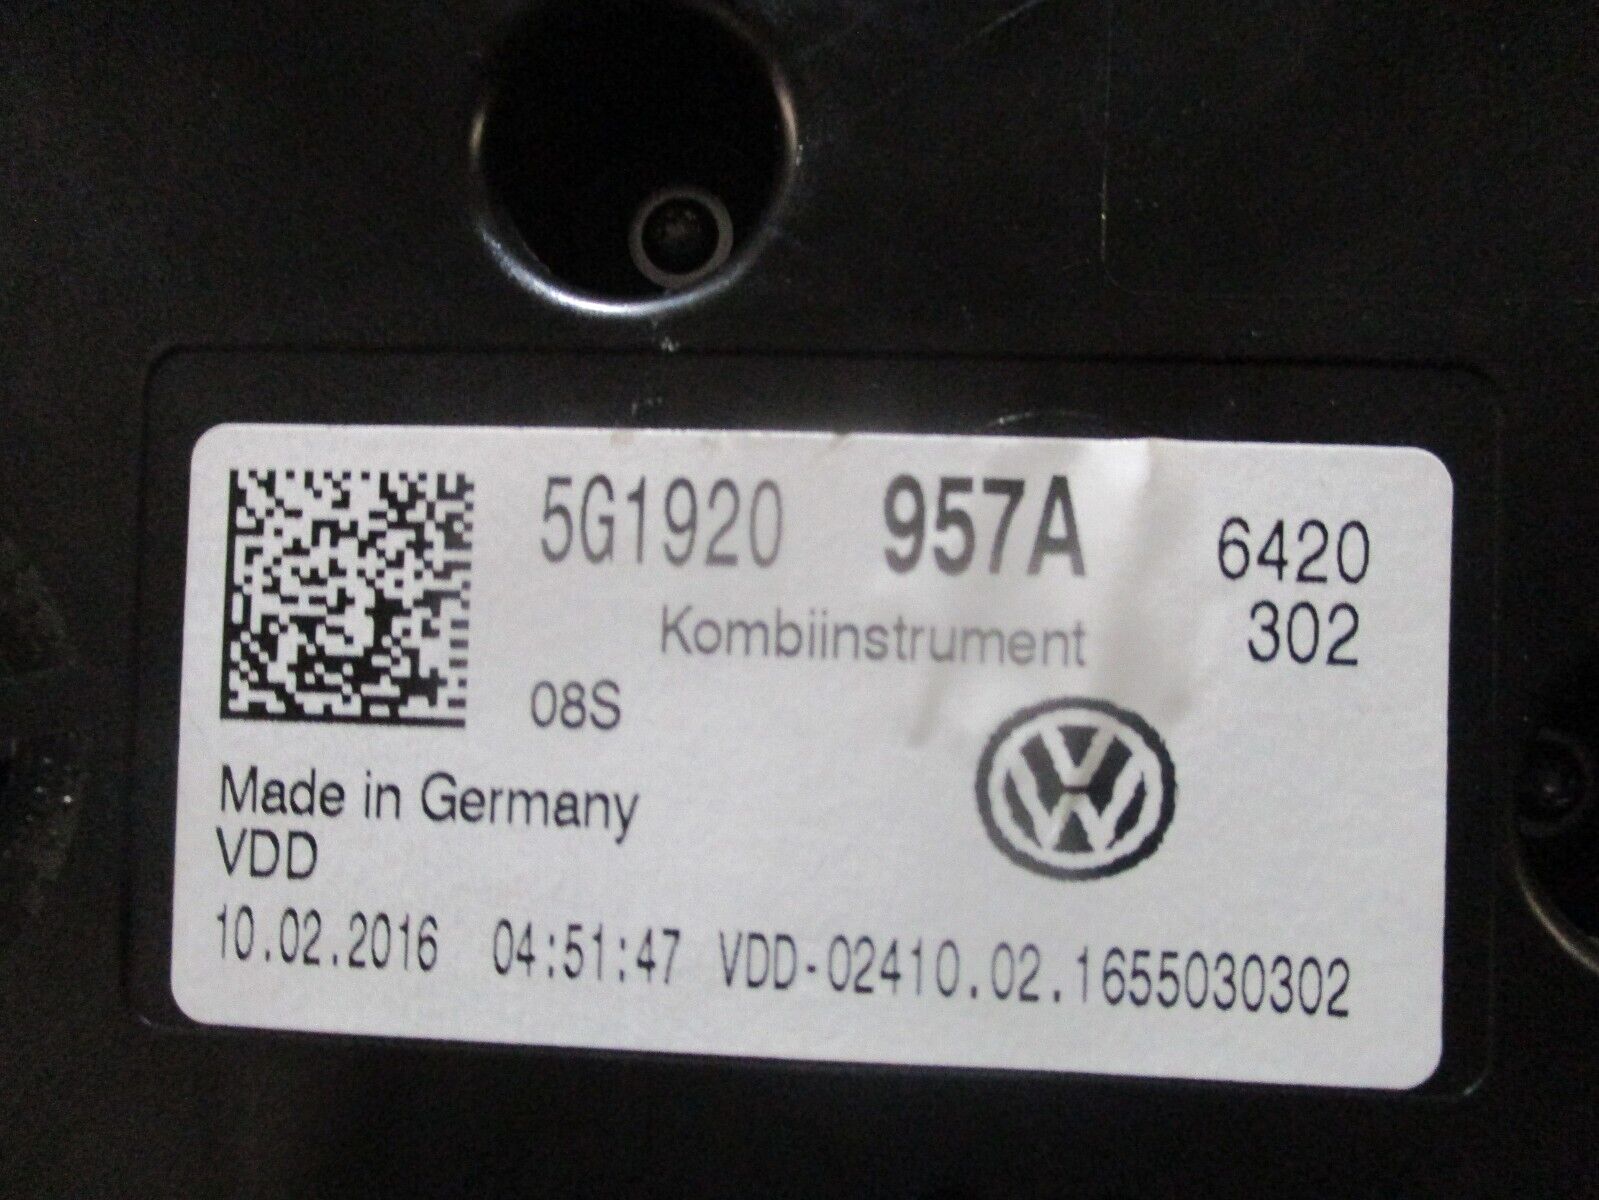 5G1920 957A 6420
Kombiinstrument 302
08S
Made in Germany
VDD
10.02.2016 04:51:47 VDD-02410.02.1655030302